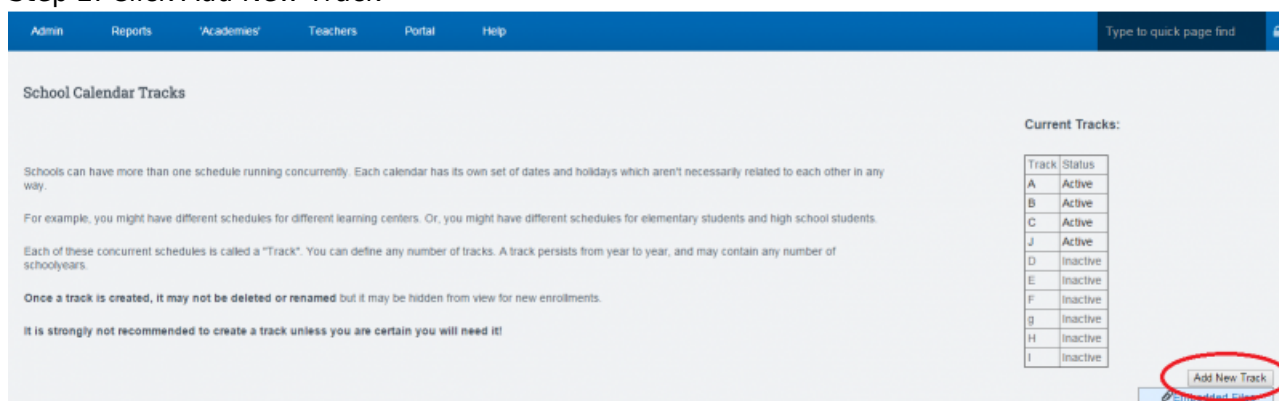 Step 1: Click Add New Track
Admin Reports 'Academies' Teachers Portal Help Type to quick page find
School Calendar Tracks
Current Tracks:
Track Status
A Active
B Active
C Active
J Active
D Inactive
E Inactive
F Inactive
g Inactive
H Inactive
I Inactive
Schools can have more than one schedule running concurrently. Each calendar has its own set of dates and holidays which aren't necessarily related to each other in any
way.
For example, you might have different schedules for different learning centers. Or, you might have different schedules for elementary students and high school students.
Each of these concurrent schedules is called a "Track". You can define any number of tracks. A track persists from year to year, and may contain any number of
schoolyears.
Once a track is created, it may not be deleted or renamed but it may be hidden from view for new enrollments.
It is strongly not recommended to create a track unless you are certain you will need it!
Add New Track
Embedded Files